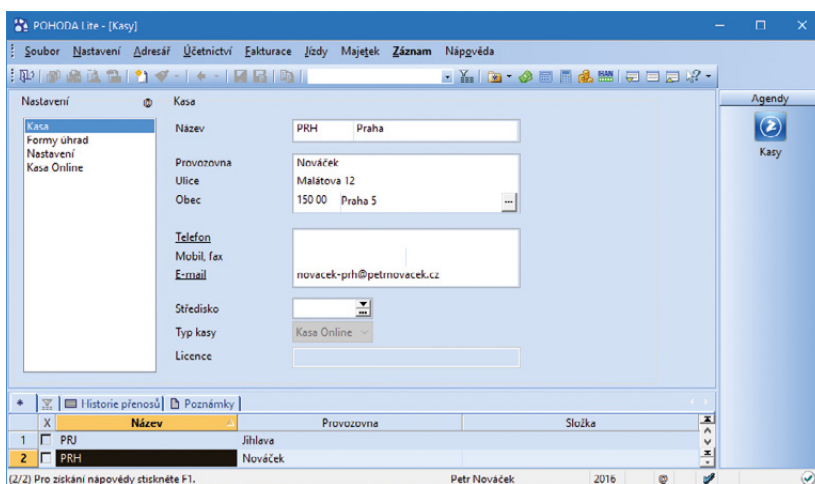 POHODA Lite - [Kasy]
Soubor Nastavení Adresář Účetnictví Fakturace Jízdy Majetek Záznam Nápověda
Nastavení @ Kasa
Agendy
Kasa
Formy úhrad
Nastavení
Kasa Online
Název PRH Praha
Kasy
Provozovna Nováček
Ulice Malátova 12
Obec 150 00 Praha 5 ...
Telefon
Mobil, fax
E-mail novacek-prh@petrnovacek.cz
Středisko
Typ kasy Kasa Online
Licence
* Historie přenosů Poznámky
X Název Provozovna Složka
1 PRJ Jihlava
2 PRH Nováček
(2/2) Pro získání nápovědy stiskněte F1. Petr Nováček 2016 @